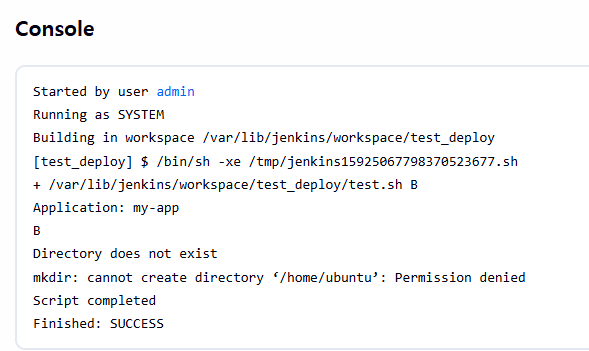 Console
Started by user admin
Running as SYSTEM
Building in workspace /var/lib/jenkins/workspace/test_deploy
[test_deploy] $ /bin/sh -xe /tmp/jenkins15925067798370523677.sh
+ /var/lib/jenkins/workspace/test_deploy/test.sh B
Application: my-app
B
Directory does not exist
mkdir: cannot create directory ‘/home/ubuntu’: Permission denied
Script completed
Finished: SUCCESS